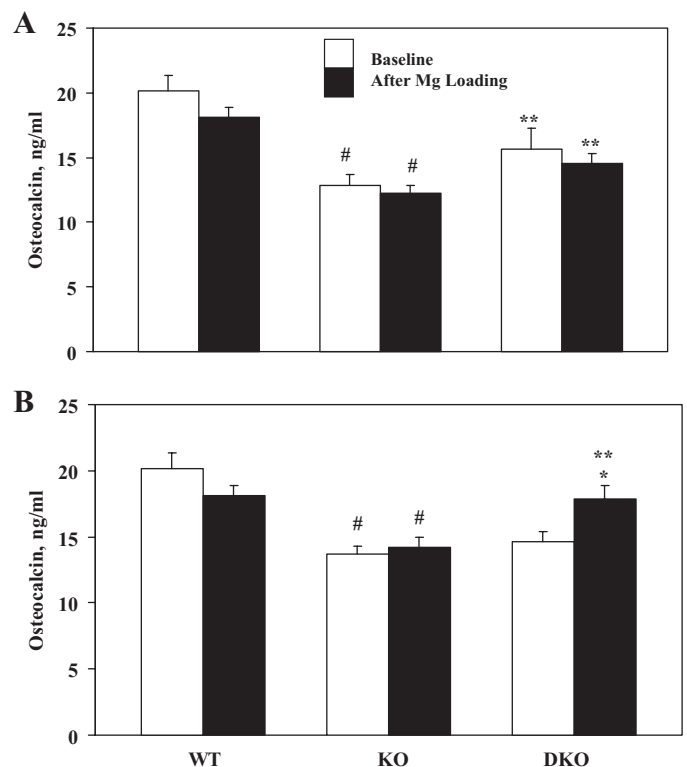 A
Osteocalcin, ng/ml
25
20
15
10
5
0
Baseline
After Mg Loading
#
#
**
**
B
Osteocalcin, ng/ml
25
20
15
10
5
0
#
#
**
*
WT
KO
DKO